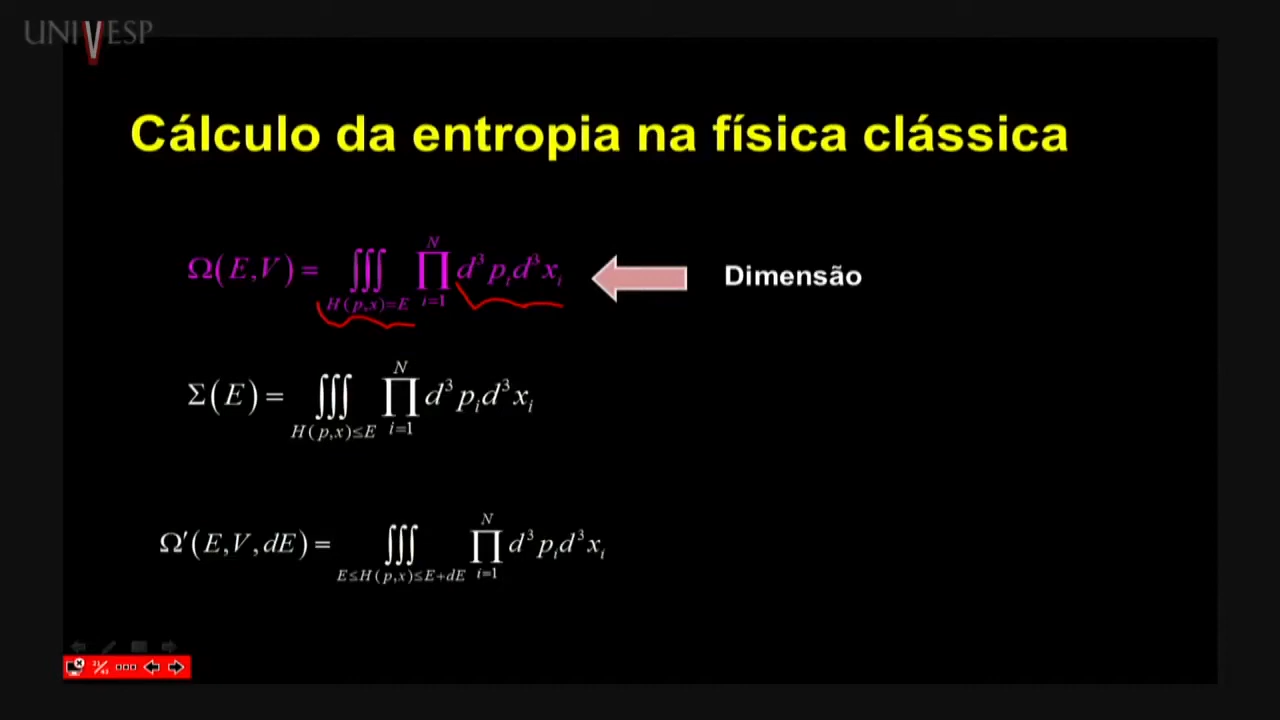 UNIVESP
Cálculo da entropia na física clássica
Ω(E,V) = ∭_{H(p,x)=E} ∏_{i=1}^{N} d³p_i d³x_i
Dimensão
Σ(E) = ∭_{H(p,x)≤E} ∏_{i=1}^{N} d³p_i d³x_i
Ω′(E,V,dE) = ∭_{E≤H(p,x)≤E+dE} ∏_{i=1}^{N} d³p_i d³x_i